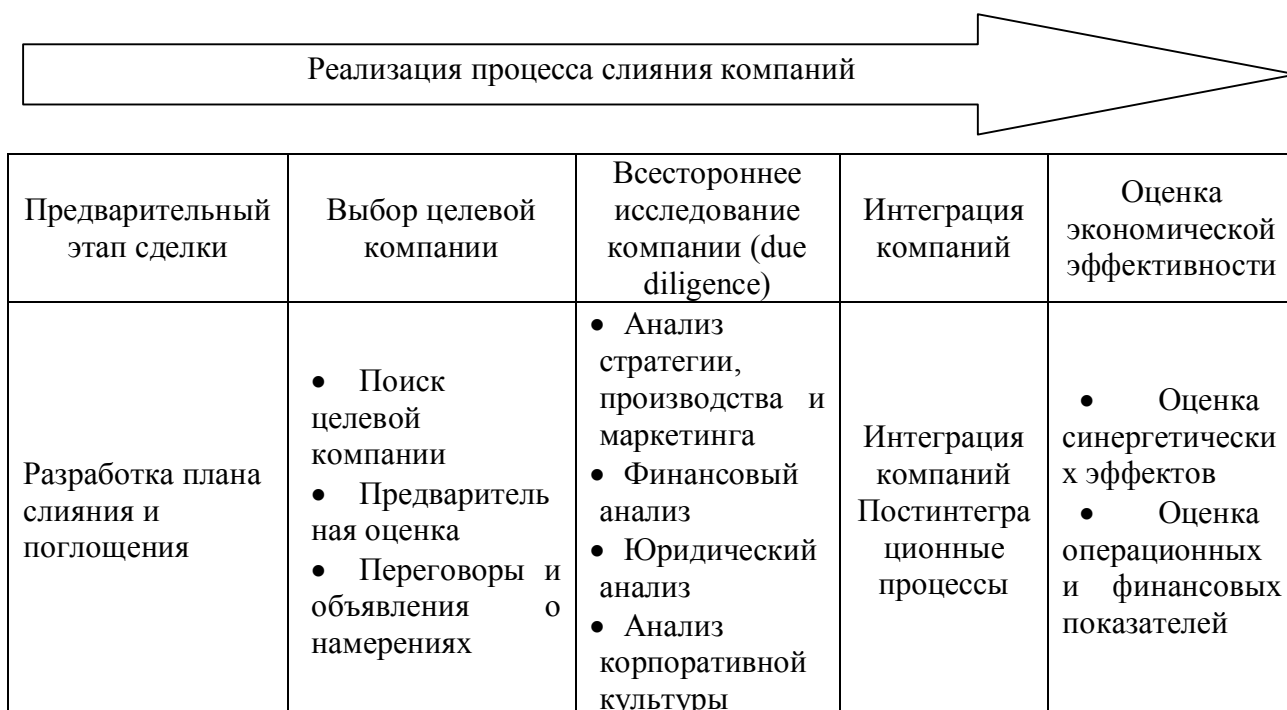 Реализация процесса слияния компаний
Предварительный
этап сделки
Выбор целевой
компании
Всестороннее
исследование
компании (due
diligence)
Интеграция
компаний
Оценка
экономической
эффективности
Разработка плана
слияния и
поглощения
• Поиск
целевой
компании
• Предваритель
ная оценка
• Переговоры и
объявления о
намерениях
• Анализ
стратегии,
производства и
маркетинга
• Финансовый
анализ
• Юридический
анализ
• Анализ
корпоративной
культуры
Интеграция
компаний
Постинтегра
ционные
процессы
• Оценка
синергетически
х эффектов
• Оценка
операционных
и финансовых
показателей